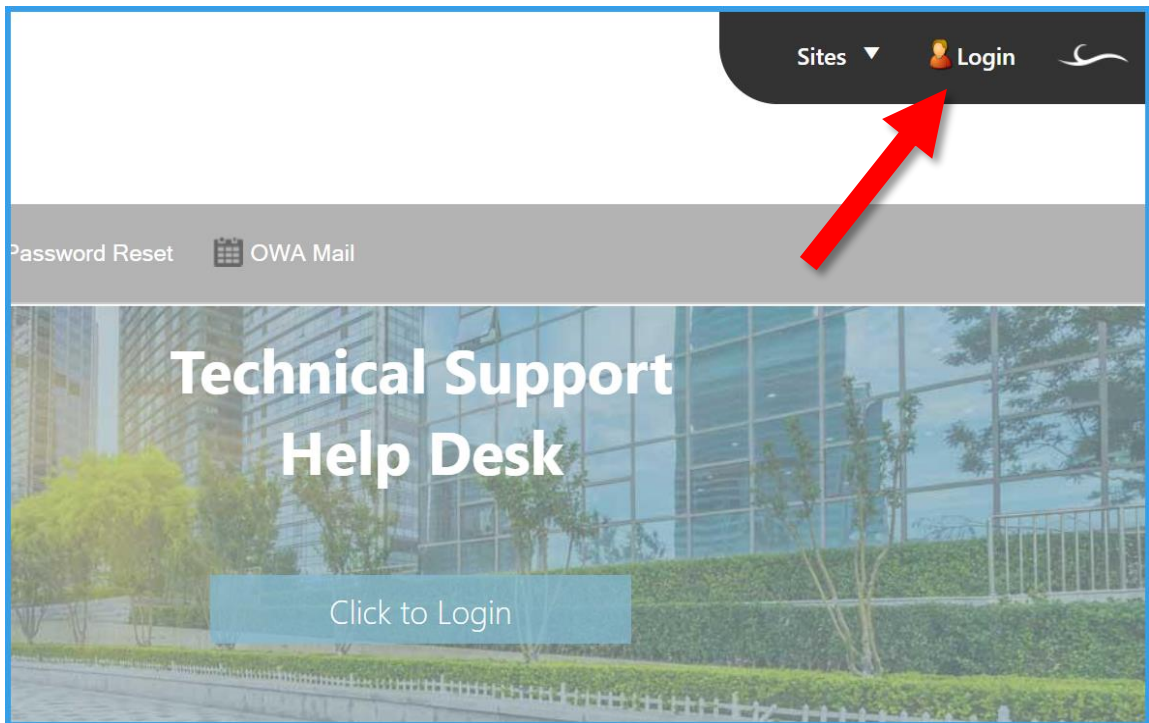 Sites Login
Password Reset OWA Mail
Technical Support
Help Desk
Click to Login